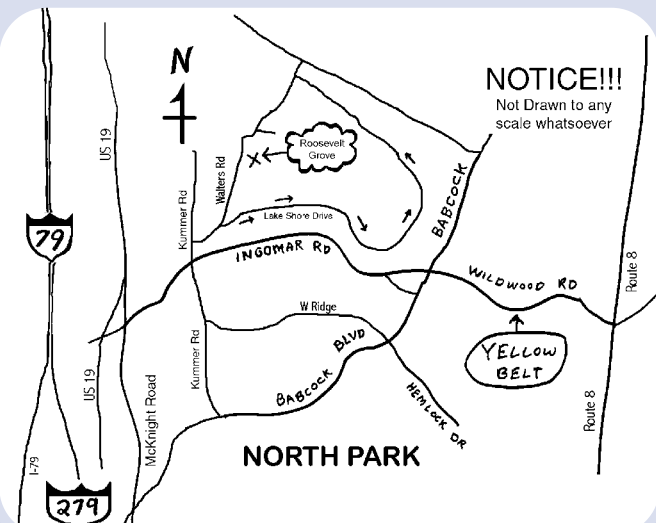 N
NOTICE!!!
Not Drawn to any
scale whatsoever
US 19
Roosevelt
Grove
X
Walters Rd
Kummer Rd
BABCOCK
Lake Shore Drive
79
INGOMAR RD
WILDWOOD RD
Route 8
W Ridge
YELLOW
BELT
Kummer Rd
BABCOCK BLVD
US 19
HEMLOCK DR
McKnight Road
Route 8
NORTH PARK
I-79
279